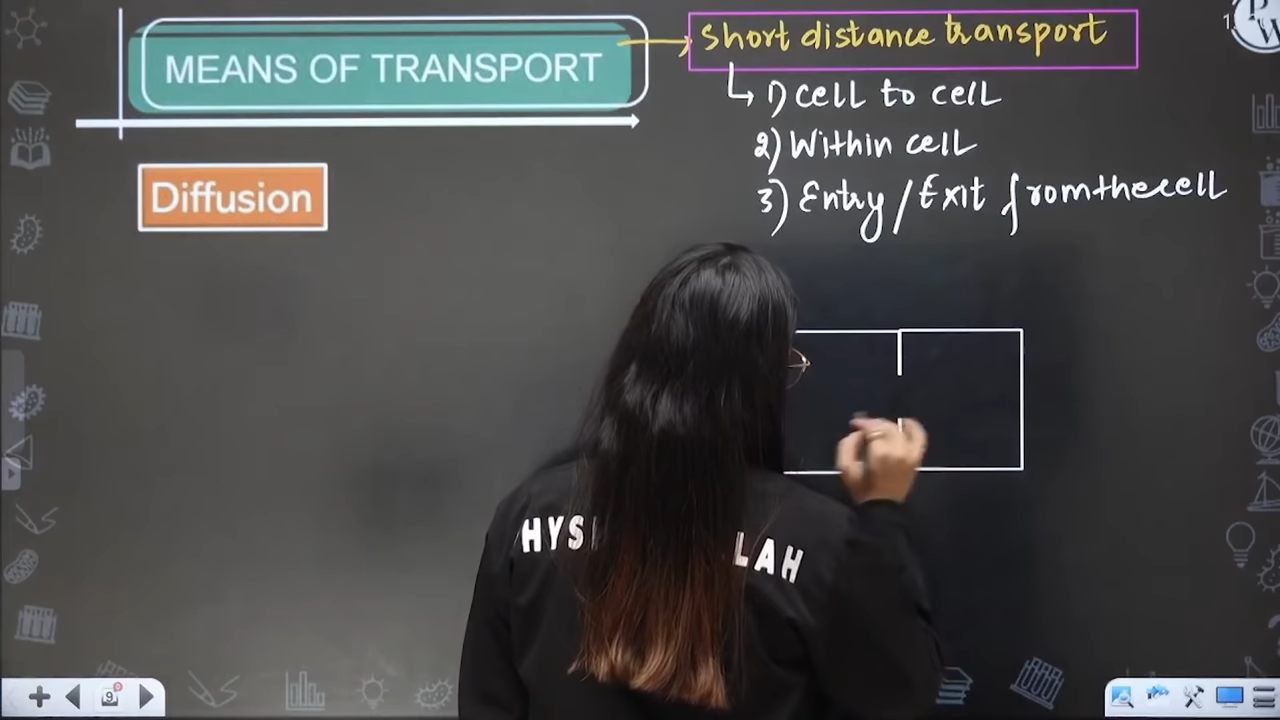 MEANS OF TRANSPORT
short distance transport
1) cell to cell
2) Within cell
3) Entry / Exit from the cell
Diffusion
HYS LAH
P
W
9